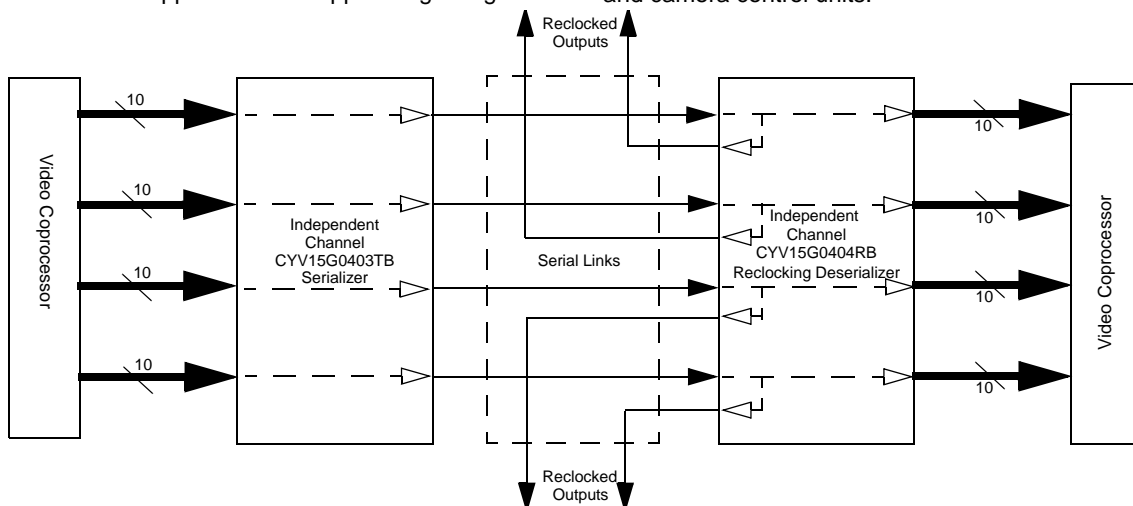 and camera control units.
Reclocked
Outputs
10
10
10
10
Video Coprocessor
Independent
Channel
CYV15G0403TB
Serializer
Serial Links
Independent
Channel
CYV15G0404RB
Reclocking Deserializer
10
10
10
10
Video Coprocessor
Reclocked
Outputs